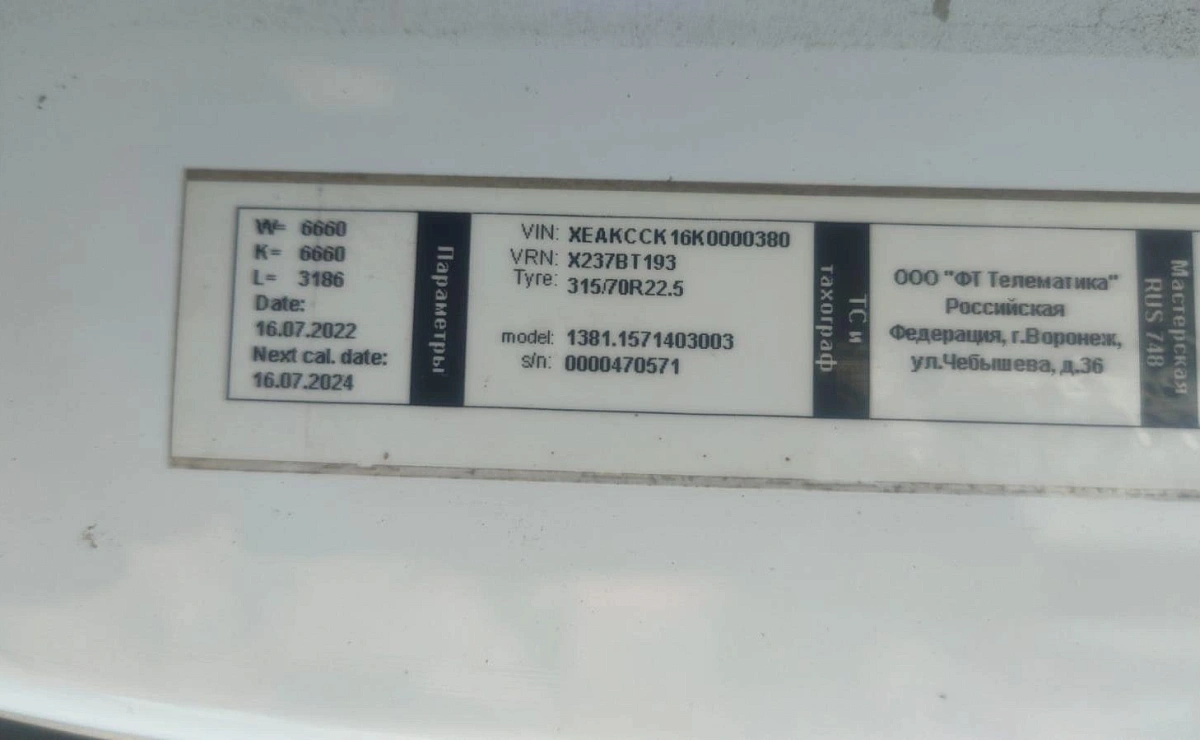 W= 6660
K= 6660
L= 3186
Date:
16.07.2022
Next cal. date:
16.07.2024
Параметры
VIN: XEAKCCK16K0000380
VRN: X237BT193
Tyre: 315/70R22.5
model: 1381.1571403003
s/n: 0000470571
ТС и
тахограф
ООО "ФТ Телематика"
Российская
Федерация, г.Воронеж,
ул.Чебышева, д.36
Мастерская
RUS 748